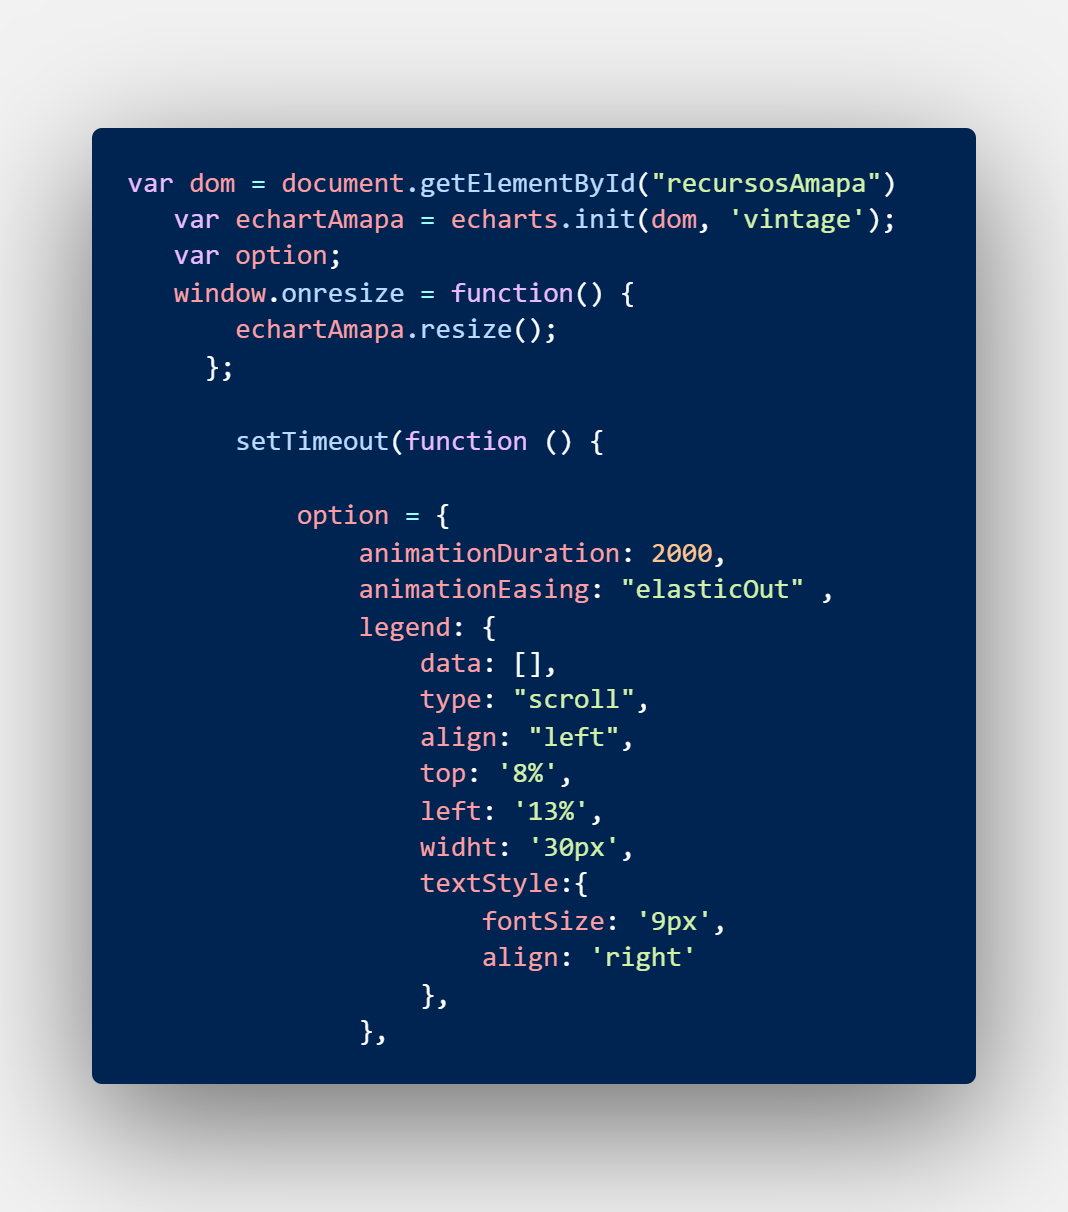 var dom = document.getElementById("recursosAmapa")
   var echartAmapa = echarts.init(dom, 'vintage');
   var option;
   window.onresize = function() {
       echartAmapa.resize();
     };
       setTimeout(function () {
           option = {
               animationDuration: 2000,
               animationEasing: "elasticOut" ,
               legend: {
                   data: [],
                   type: "scroll",
                   align: "left",
                   top: '8%',
                   left: '13%',
                   widht: '30px',
                   textStyle:{
                       fontSize: '9px',
                       align: 'right'
                   },
               },